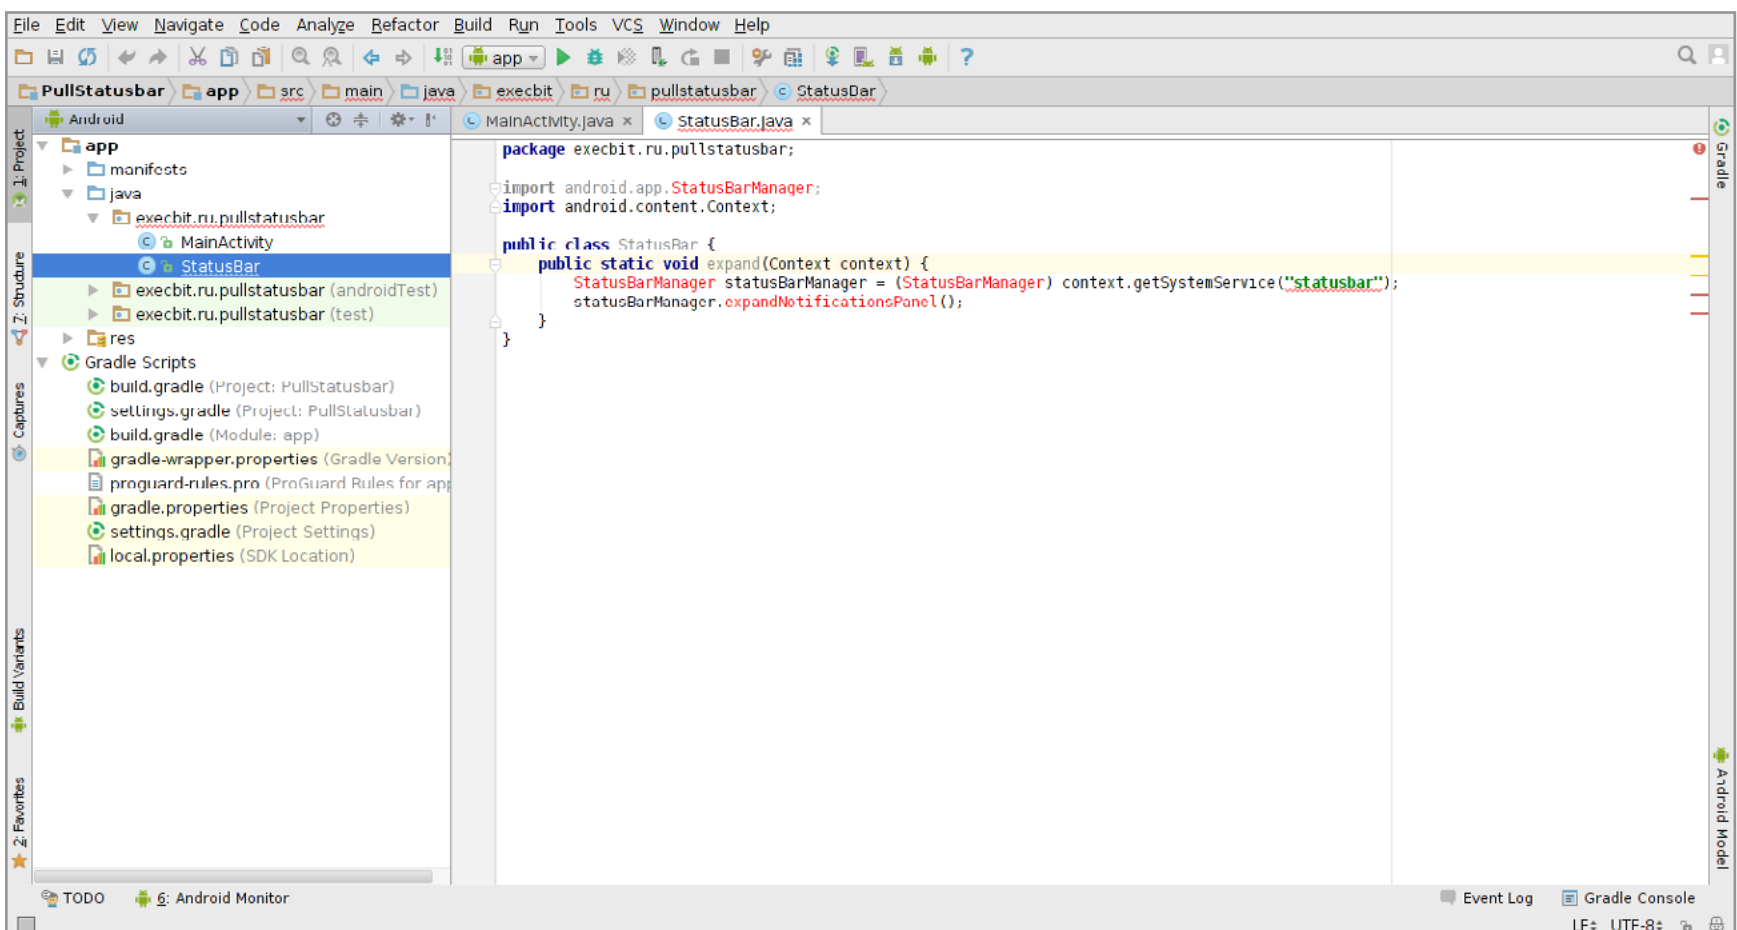 File Edit View Navigate Code Analyze Refactor Build Run Tools VCS Window Help
app
PullStatusbar app src main java execbit ru pullstatusbar StatusBar
Android
MainActivity.java StatusBar.java
1: Project
7: Structure
Captures
Build Variants
2: Favorites
app
manifests
java
execbit.ru.pullstatusbar
MainActivity
StatusBar
execbit.ru.pullstatusbar (androidTest)
execbit.ru.pullstatusbar (test)
res
Gradle Scripts
build.gradle (Project: PullStatusbar)
settings.gradle (Project: PullStatusbar)
build.gradle (Module: app)
gradle-wrapper.properties (Gradle Version)
proguard-rules.pro (ProGuard Rules for app
gradle.properties (Project Properties)
settings.gradle (Project Settings)
local.properties (SDK Location)
package execbit.ru.pullstatusbar;
import android.app.StatusBarManager;
import android.content.Context;
public class StatusBar {
public static void expand(Context context) {
StatusBarManager statusBarManager = (StatusBarManager) context.getSystemService("statusbar");
statusBarManager.expandNotificationsPanel();
}
}
Gradle
Android Model
TODO 6: Android Monitor Event Log Gradle Console
LF UTF-8